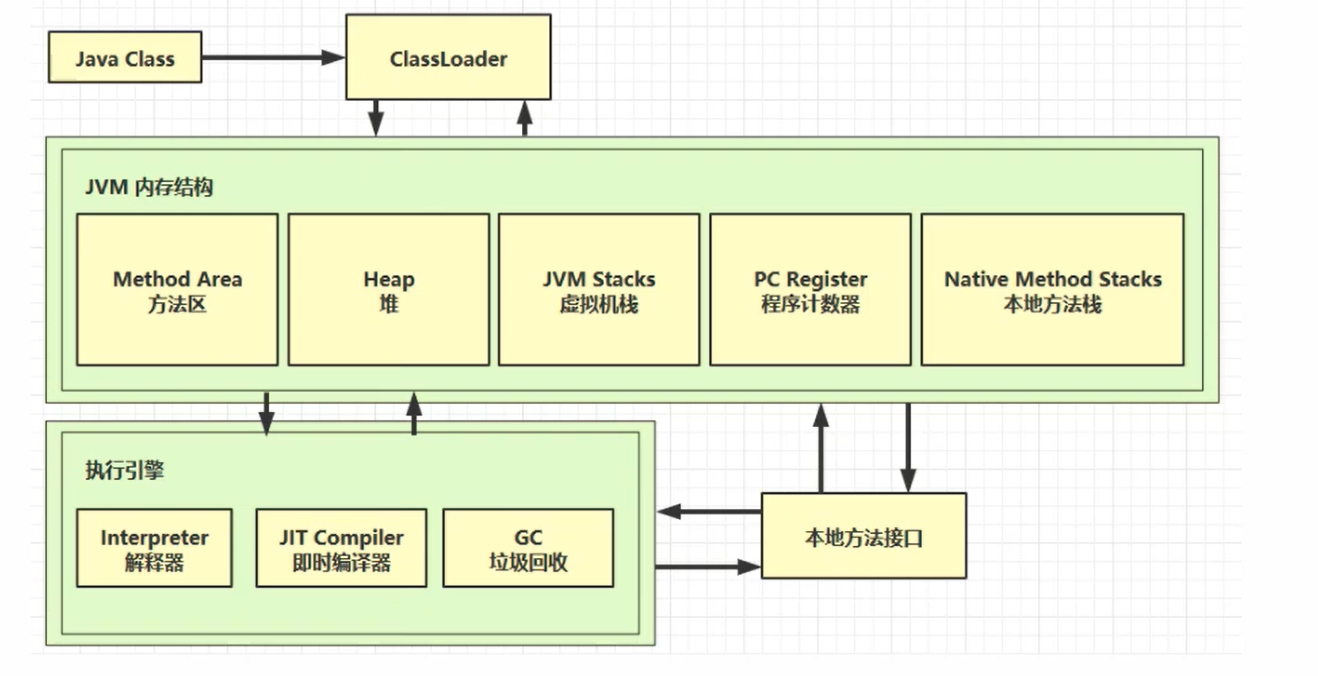 Java Class
ClassLoader
JVM 内存结构
Method Area
方法区
Heap
堆
JVM Stacks
虚拟机栈
PC Register
程序计数器
Native Method Stacks
本地方法栈
执行引擎
Interpreter
解释器
JIT Compiler
即时编译器
GC
垃圾回收
本地方法接口